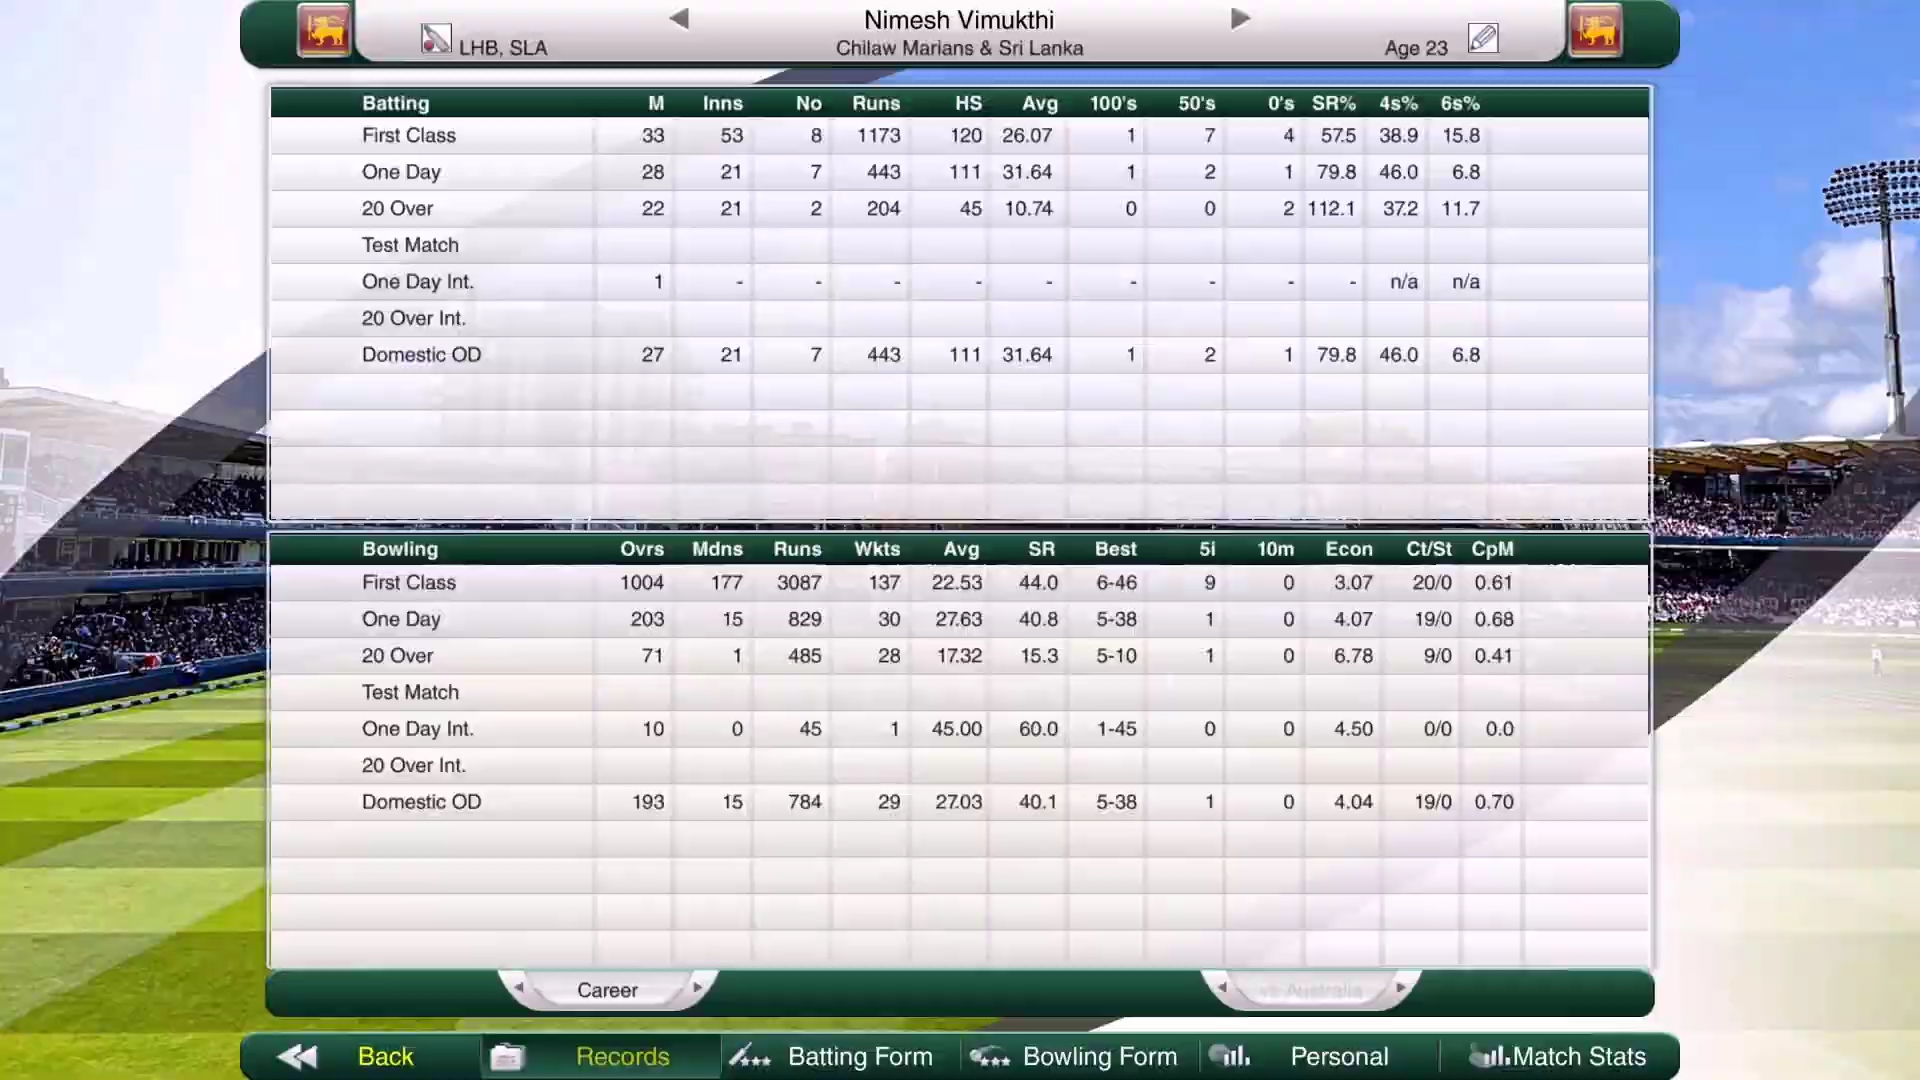 Nimesh Vimukthi
LHB, SLA Chilaw Marians & Sri Lanka Age 23
Batting M Inns No Runs HS Avg 100's 50's 0's SR% 4s% 6s%
First Class 33 53 8 1173 120 26.07 1 7 4 57.5 38.9 15.8
One Day 28 21 7 443 111 31.64 1 2 1 79.8 46.0 6.8
20 Over 22 21 2 204 45 10.74 0 0 2 112.1 37.2 11.7
Test Match
One Day Int. 1 - - - - - - - - - n/a n/a
20 Over Int.
Domestic OD 27 21 7 443 111 31.64 1 2 1 79.8 46.0 6.8
Bowling Ovrs Mdns Runs Wkts Avg SR Best 5i 10m Econ Ct/St CpM
First Class 1004 177 3087 137 22.53 44.0 6-46 9 0 3.07 20/0 0.61
One Day 203 15 829 30 27.63 40.8 5-38 1 0 4.07 19/0 0.68
20 Over 71 1 485 28 17.32 15.3 5-10 1 0 6.78 9/0 0.41
Test Match
One Day Int. 10 0 45 1 45.00 60.0 1-45 0 0 4.50 0/0 0.0
20 Over Int.
Domestic OD 193 15 784 29 27.03 40.1 5-38 1 0 4.04 19/0 0.70
Career vs Australia
Back Records Batting Form Bowling Form Personal Match Stats